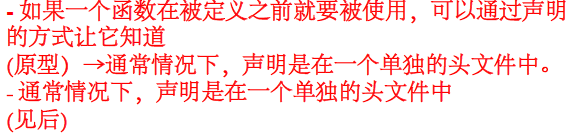 - 如果一个函数在被定义之前就要被使用，可以通过声明
的方式让它知道
(原型）→通常情况下，声明是在一个单独的头文件中。
- 通常情况下，声明是在一个单独的头文件中
(见后)